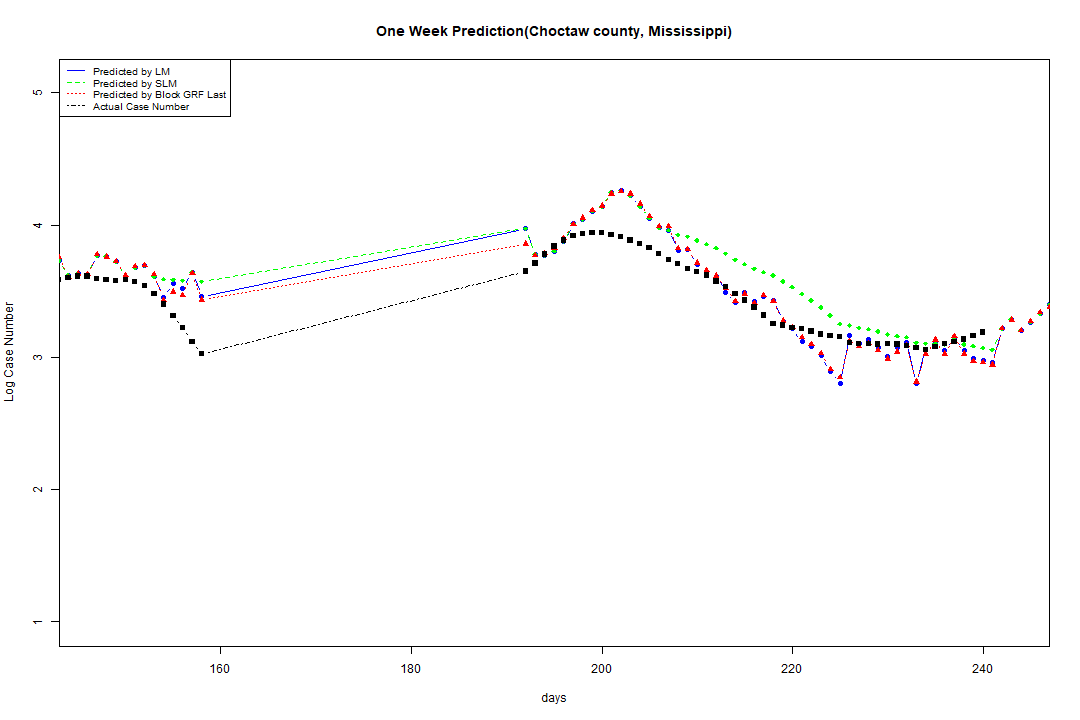 One Week Prediction(Choctaw county, Mississippi)
Predicted by LM
Predicted by SLM
Predicted by Block GRF Last
Actual Case Number
5
4
3
2
1
Log Case Number
160
180
200
220
240
days